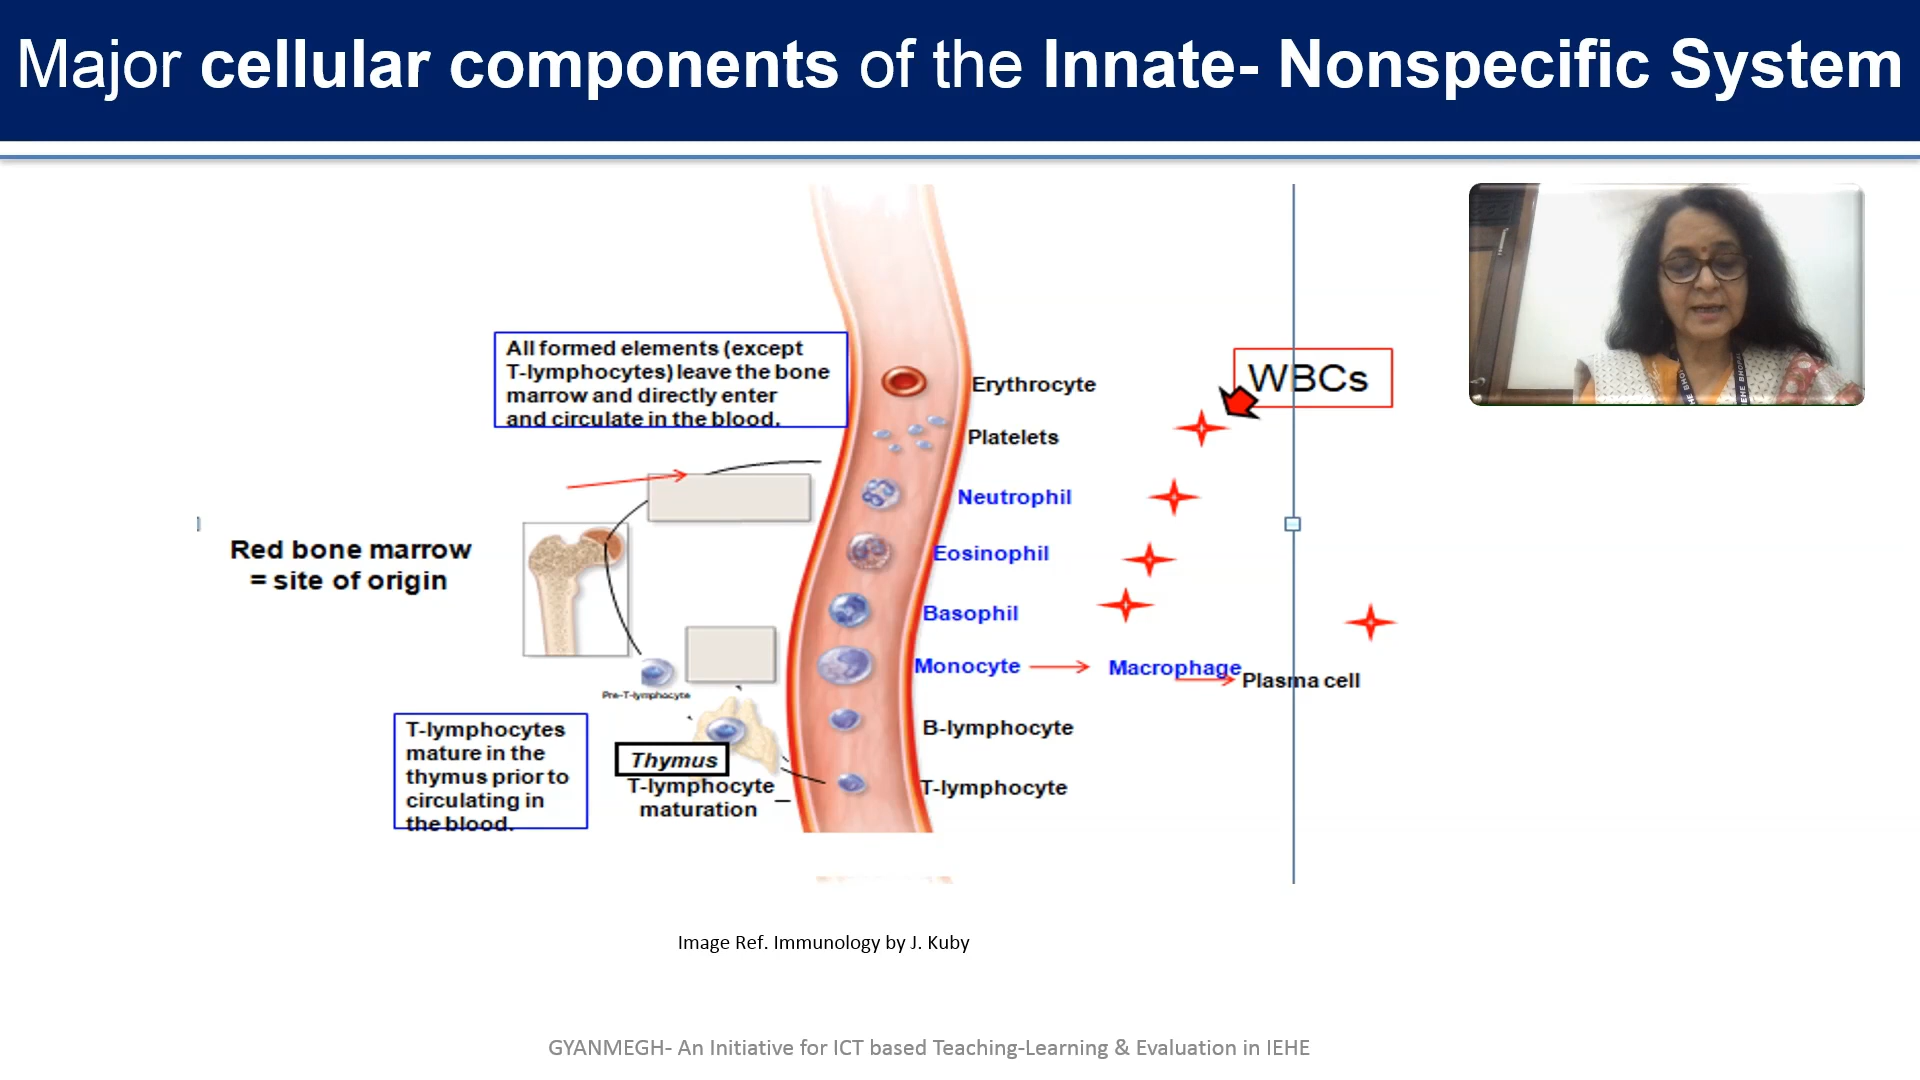 Major cellular components of the Innate- Nonspecific System
All formed elements (except
T-lymphocytes) leave the bone
marrow and directly enter
and circulate in the blood.
WBCs
Erythrocyte
Platelets
Neutrophil
Eosinophil
Red bone marrow
= site of origin
Basophil
Monocyte
Macrophage
Plasma cell
Pre-T-lymphocyte
T-lymphocytes
mature in the
thymus prior to
circulating in
the blood.
B-lymphocyte
Thymus
T-lymphocyte
maturation
T-lymphocyte
Image Ref. Immunology by J. Kuby
GYANMEGH- An Initiative for ICT based Teaching-Learning & Evaluation in IEHE